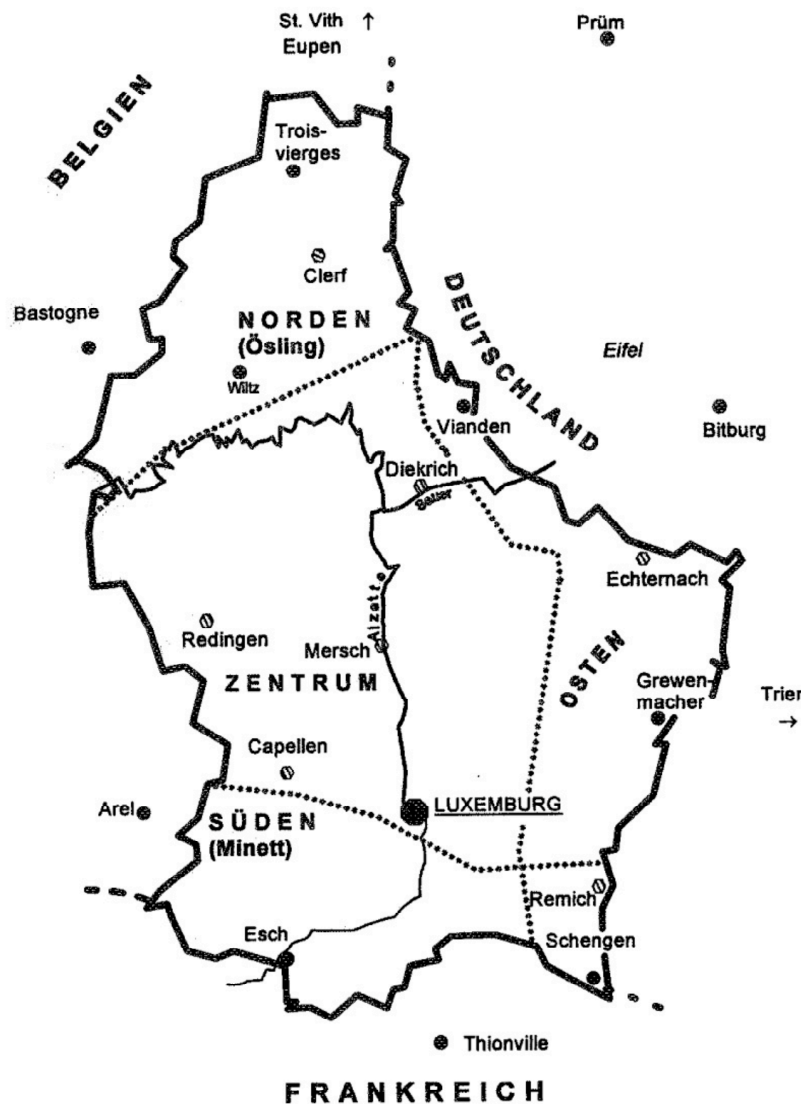 St. Vith ↑
Eupen
Prüm
BELGIEN
Trois-
vierges
Clerf
DEUTSCHLAND
Bastogne
NORDEN
(Ösling)
Eifel
Wiltz
Vianden
Bitburg
Diekrich
Sauer
Echternach
Alzette
Redingen
Mersch
OSTEN
ZENTRUM
Grewen-
macher
Trier
→
Capellen
Arel
LUXEMBURG
SÜDEN
(Minett)
Remich
Esch
Schengen
Thionville
FRANKREICH